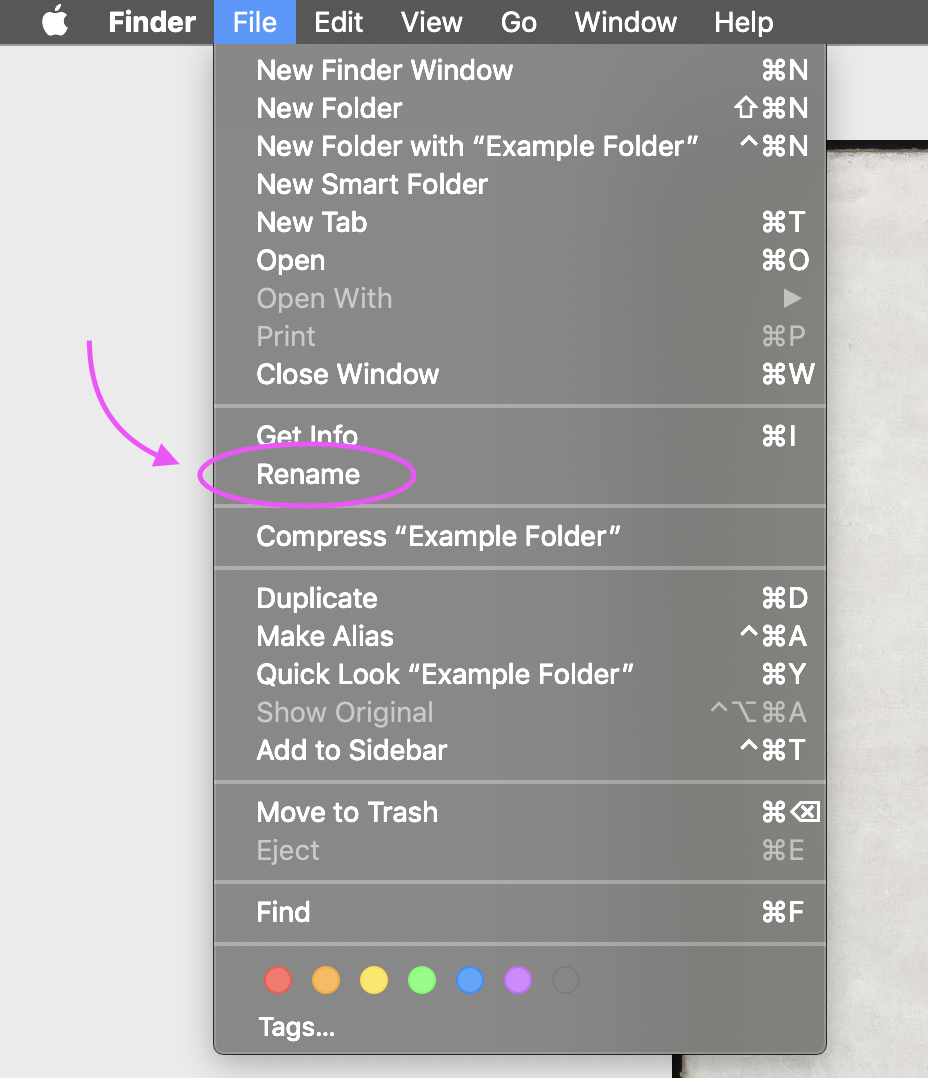 Finder File Edit View Go Window Help
New Finder Window ⌘N
New Folder ⇧⌘N
New Folder with “Example Folder” ^⌘N
New Smart Folder
New Tab ⌘T
Open ⌘O
Open With ▶
Print ⌘P
Close Window ⌘W
Get Info ⌘I
Rename
Compress “Example Folder”
Duplicate ⌘D
Make Alias ^⌘A
Quick Look “Example Folder” ⌘Y
Show Original ^⌥⌘A
Add to Sidebar ^⌘T
Move to Trash ⌘⌫
Eject ⌘E
Find ⌘F
Tags...